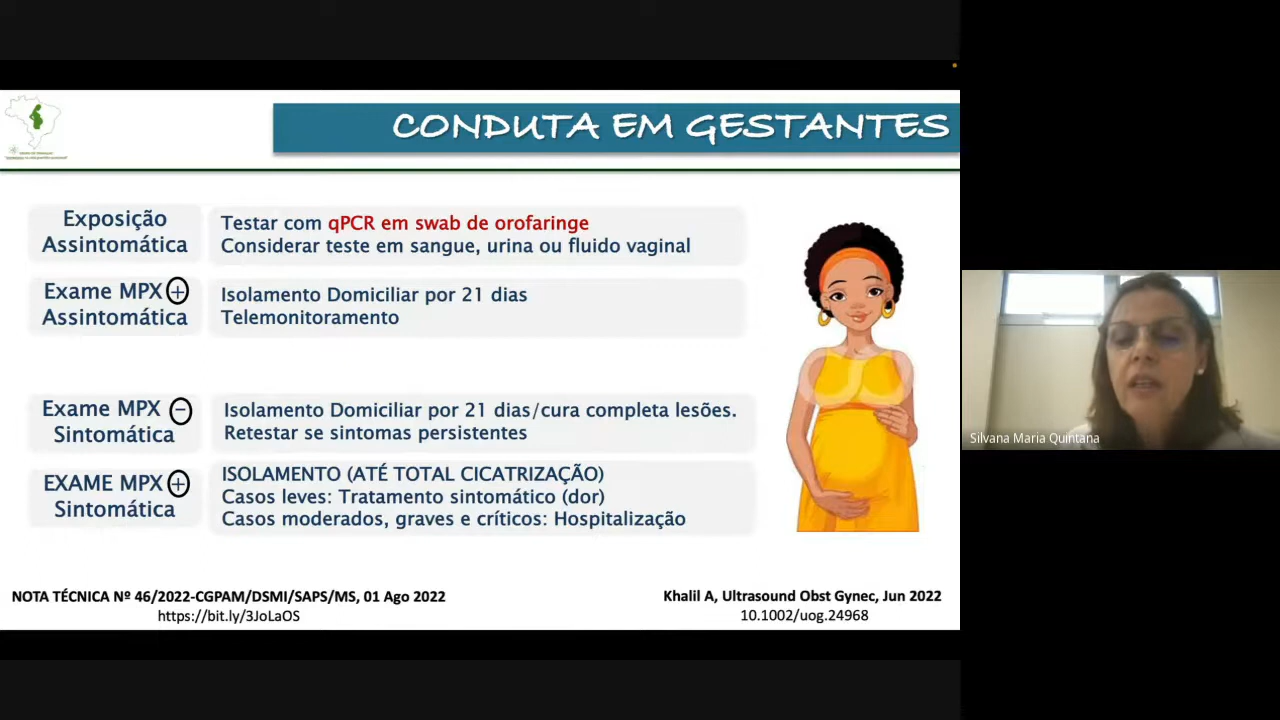 CONDUTA EM GESTANTES
Exposição
Assintomática
Testar com qPCR em swab de orofaringe
Considerar teste em sangue, urina ou fluido vaginal
Exame MPX +
Assintomática
Isolamento Domiciliar por 21 dias
Telemonitoramento
Exame MPX -
Sintomática
Isolamento Domiciliar por 21 dias/cura completa lesões.
Retestar se sintomas persistentes
EXAME MPX +
Sintomática
ISOLAMENTO (ATÉ TOTAL CICATRIZAÇÃO)
Casos leves: Tratamento sintomático (dor)
Casos moderados, graves e críticos: Hospitalização
NOTA TÉCNICA Nº 46/2022-CGPAM/DSMI/SAPS/MS, 01 Ago 2022
https://bit.ly/3JoLaOS
Khalil A, Ultrasound Obst Gynec, Jun 2022
10.1002/uog.24968
Silvana Maria Quintana